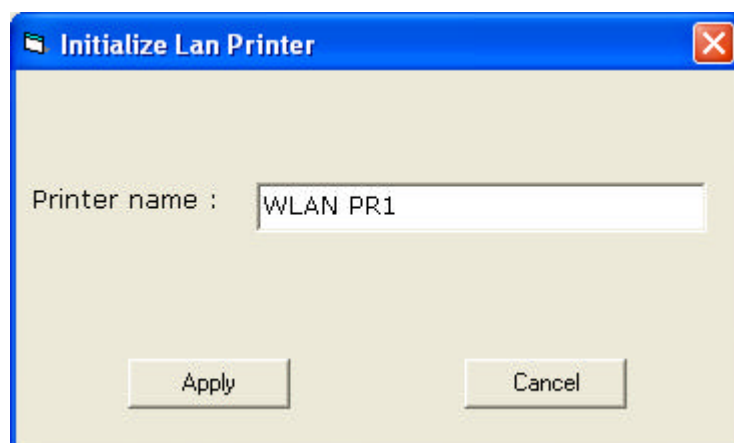 Initialize Lan Printer
Printer name :
WLAN PR1
Apply
Cancel